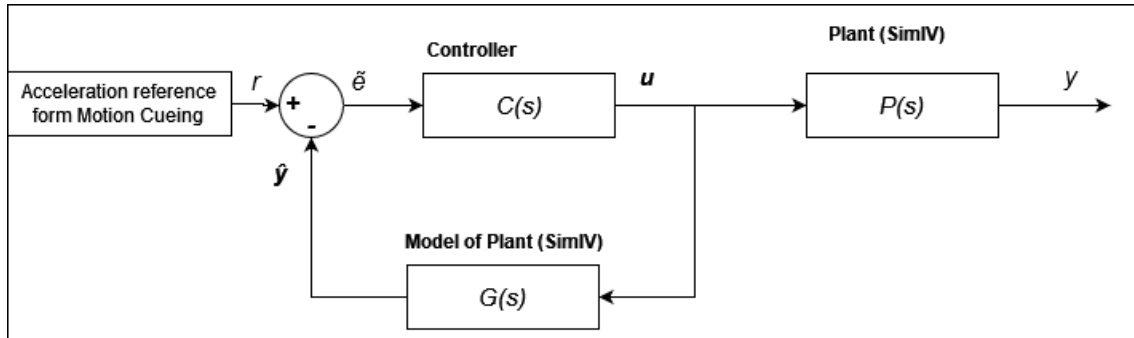 Plant (SimIV)
Controller
Acceleration reference
form Motion Cueing
r
+
-
ẽ
C(s)
u
P(s)
y
ŷ
Model of Plant (SimIV)
G(s)